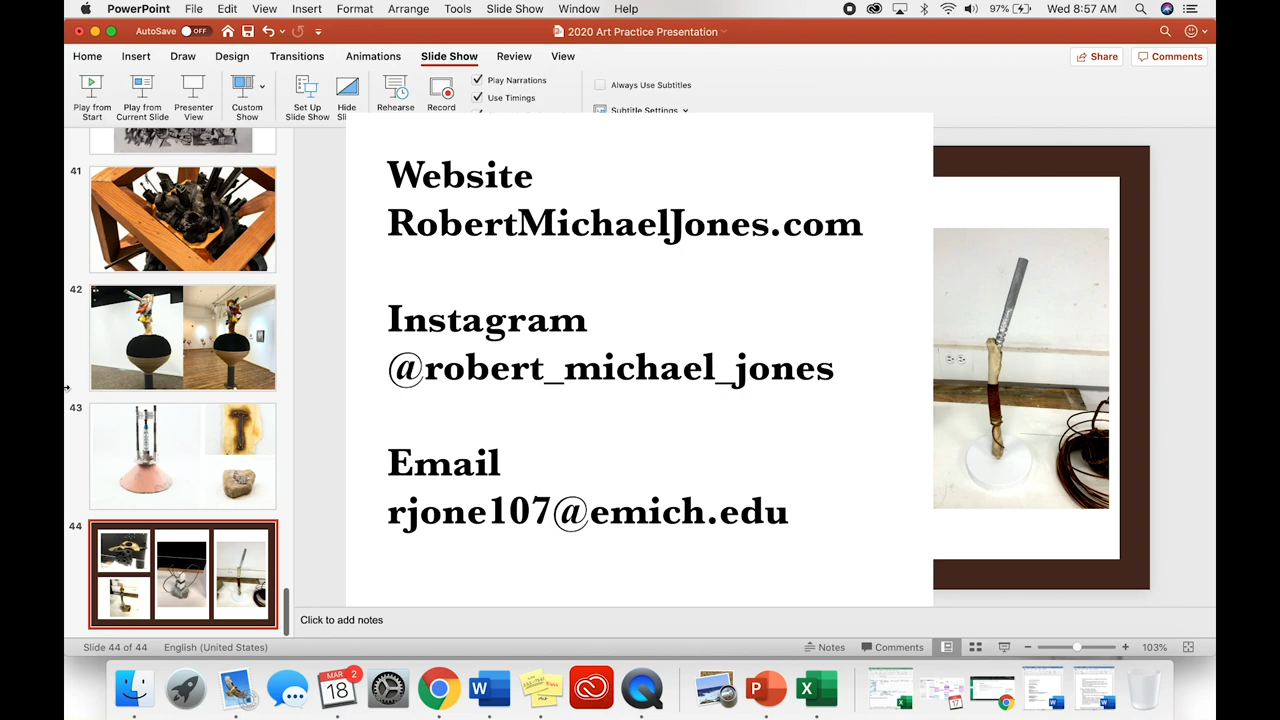 PowerPoint File Edit View Insert Format Arrange Tools Slide Show Window Help 97% Wed 8:57 AM
AutoSave OFF 2020 Art Practice Presentation
Home Insert Draw Design Transitions Animations Slide Show Review View Share Comments
Play from Start
Play from Current Slide
Presenter View
Custom Show
Set Up Slide Show
Hide
Rehearse
Record
Play Narrations
Use Timings
Always Use Subtitles
Subtitle Settings
41
42
43
44
Website
RobertMichaelJones.com
Instagram
@robert_michael_jones
Email
rjone107@emich.edu
Click to add notes
Slide 44 of 44 English (United States) Notes Comments 103%
MAR 2
18
W
P
X
17